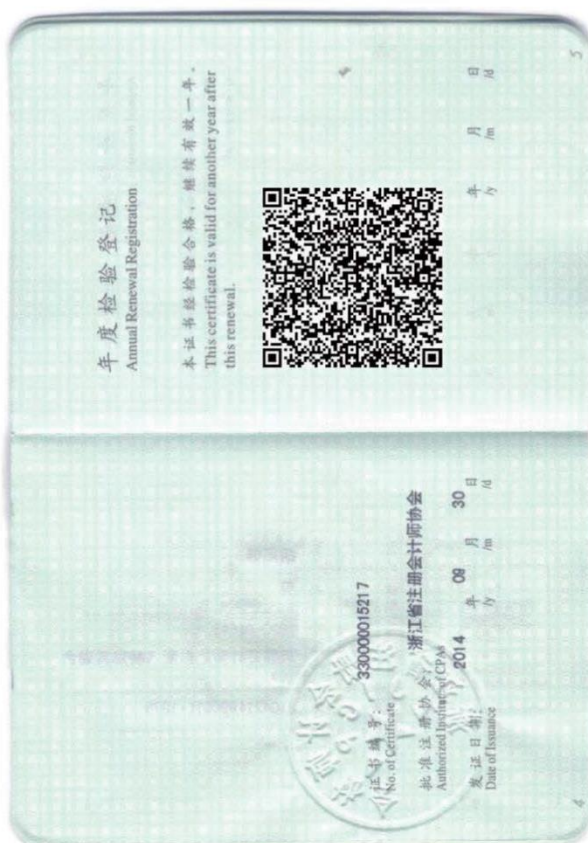 年度检验登记
Annual Renewal Registration
本证书经检验合格，继续有效一年。
This certificate is valid for another year after
this renewal.
年 月 日
/y /m /d
5
证书编号: 330000015217
No. of Certificate
批准注册协会: 浙江省注册会计师协会
Authorized Institute of CPAs
发证日期: 2014 年 09 月 30 日
Date of Issuance /y /m /d
4